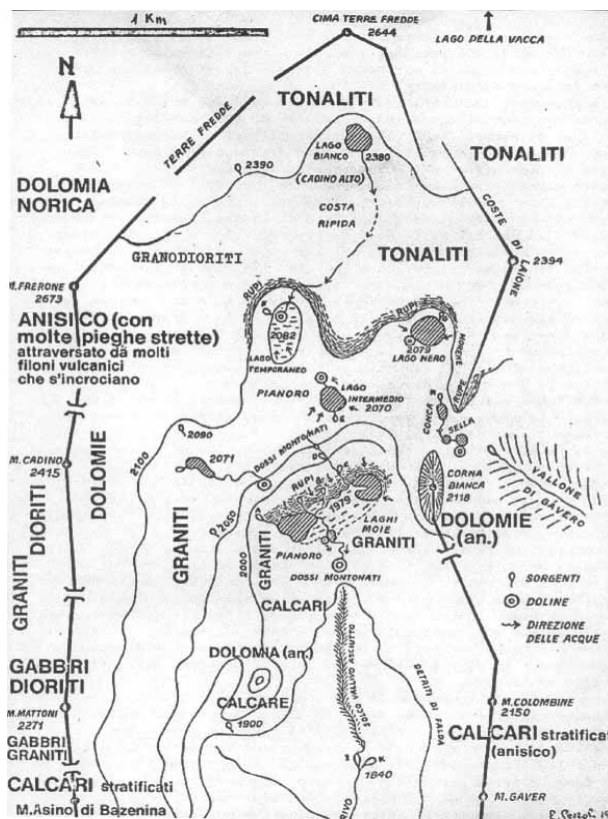 1 Km
CIMA TERRE FREDDE
2644
LAGO DELLA VACCA
N
TERRE FREDDE
TONALITI
LAGO
BIANCO
2380
(CADINO ALTO)
2390
TONALITI
DOLOMIA
NORICA
COSTA
RIPIDA
COSTE DI LAIONE
TONALITI
GRANODIORITI
2394
M.FRERONE
2673
RUPI
RUPI
ANISICO (con
molte pieghe strette)
attraversato dã molti
filoni vulcanici
che s'incrociano
2082
LAGO
TEMPORANEO
2079
LAGO NERO
RUPE
PIANORO
LAGO
INTERMEDIO
2070
CONCA
SELLA
2090
2100
2071
DOSSI MONTONATI
M.CADINO
2415
DOLOMIE
CORNA
BIANCA
2118
VALLONE
DI GÀVERO
RUPI
1979
2050
2000
LAGHI
MOIE
DOLOMIE
(an.)
GRANITI
DIORITI
GRANITI
GRANITI
PIANORO
GRANITI
DOSSI MONTONATI
SORGENTI
DOLINE
DIREZIONE
DELLE ACQUE
CALCARI
DOLOMIA (an.)
SOLCO VALLIVO ASCIUTTO
DETRITI DI FALDA
GABBRI
DIORITI
CALCARE
1900
M.MATTONI
2271
M.COLOMBINE
2150
GABBRI
GRANITI
CALCARI stratificati
(anisico)
1840
CALCARI stratificati
M.Asino di Bazenina
RIVO
M.GAVER